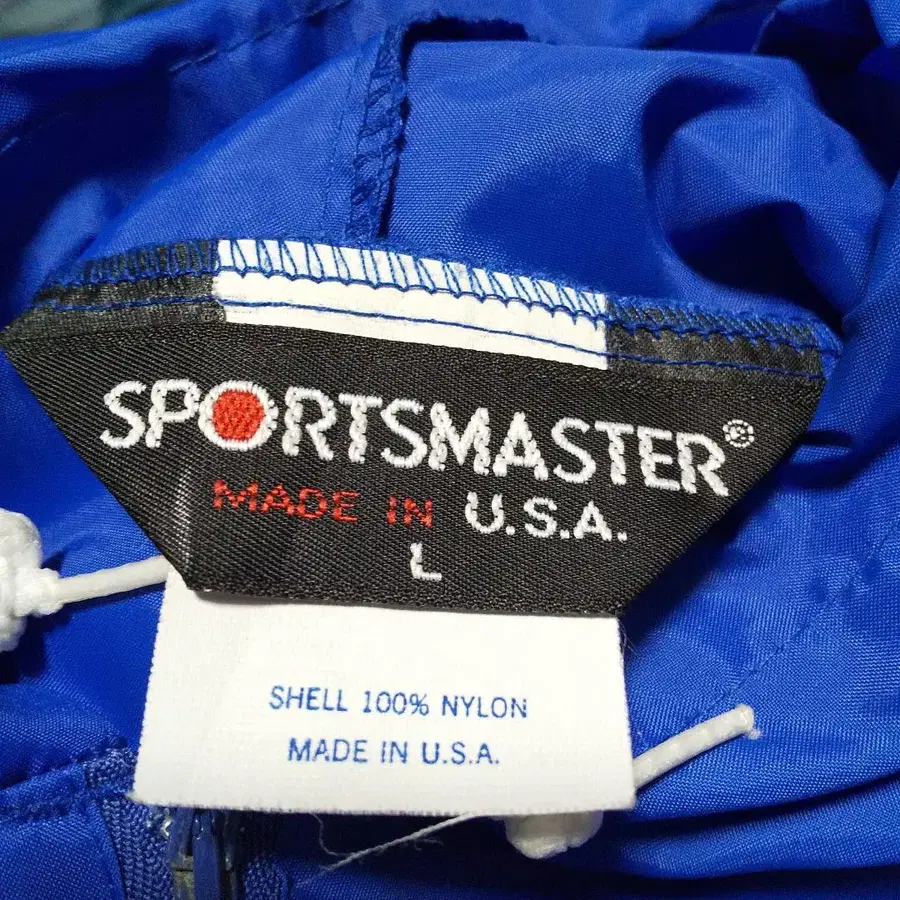 SPORTSMASTER®
MADE IN U.S.A.
L
SHELL 100% NYLON
MADE IN U.S.A.